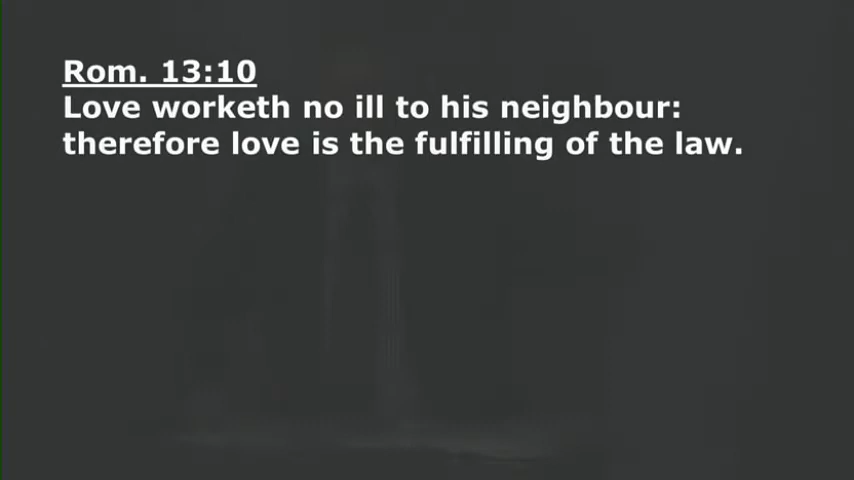 Rom. 13:10
Love worketh no ill to his neighbour:
therefore love is the fulfilling of the law.